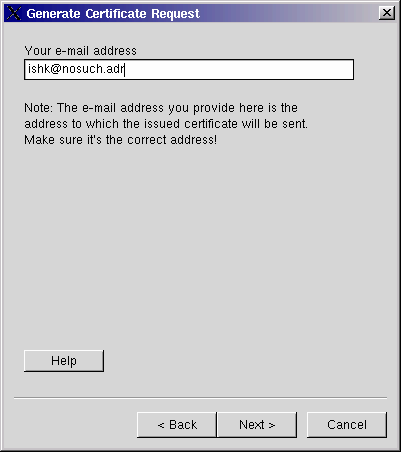 Generate Certificate Request
Your e-mail address
ishk@nosuch.adr
Note: The e-mail address you provide here is the
address to which the issued certificate will be sent.
Make sure it's the correct address!
Help
< Back
Next >
Cancel